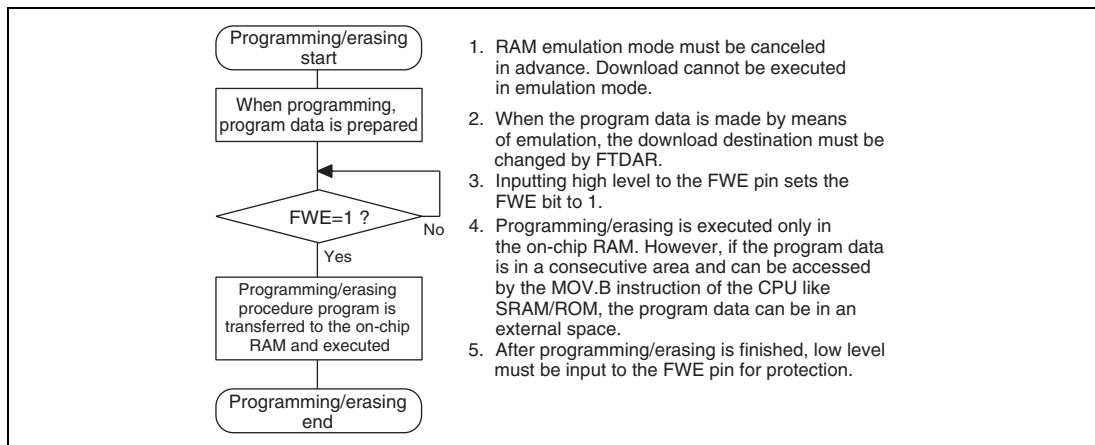 Programming/erasing
start
When programming,
program data is prepared
FWE=1 ?
No
Yes
Programming/erasing
procedure program is
transferred to the on-chip
RAM and executed
Programming/erasing
end
1. RAM emulation mode must be canceled
in advance. Download cannot be executed
in emulation mode.
2. When the program data is made by means
of emulation, the download destination must be
changed by FTDAR.
3. Inputting high level to the FWE pin sets the
FWE bit to 1.
4. Programming/erasing is executed only in
the on-chip RAM. However, if the program data
is in a consecutive area and can be accessed
by the MOV.B instruction of the CPU like
SRAM/ROM, the program data can be in an
external space.
5. After programming/erasing is finished, low level
must be input to the FWE pin for protection.